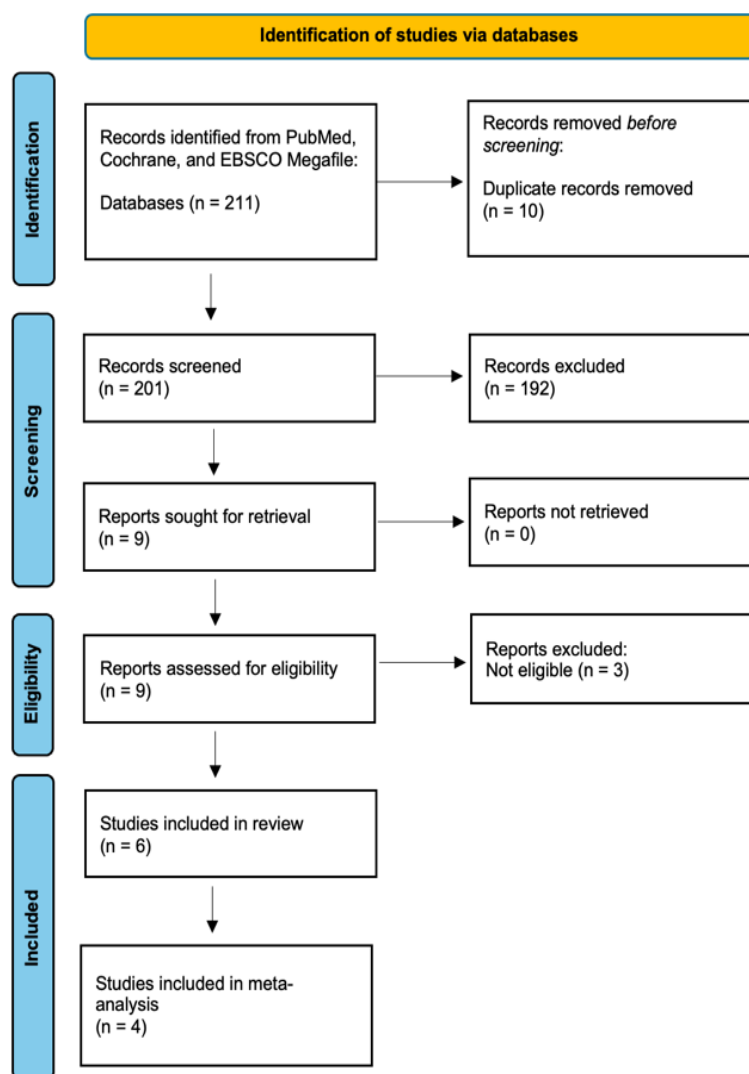 Identification of studies via databases
Identification
Records identified from PubMed,
Cochrane, and EBSCO Megafile:
Databases (n = 211)
Records removed before
screening:
Duplicate records removed
(n = 10)
Screening
Records screened
(n = 201)
Records excluded
(n = 192)
Reports sought for retrieval
(n = 9)
Reports not retrieved
(n = 0)
Eligibility
Reports assessed for eligibility
(n = 9)
Reports excluded:
Not eligible (n = 3)
Included
Studies included in review
(n = 6)
Studies included in meta-
analysis
(n = 4)